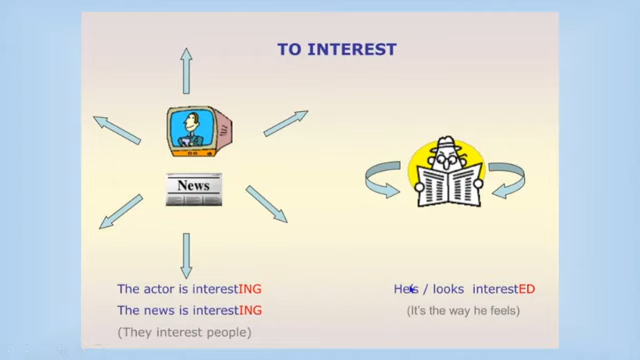 TO INTEREST
News
The actor is interestING
The news is interestING
(They interest people)
He's / looks interestED
(It's the way he feels)